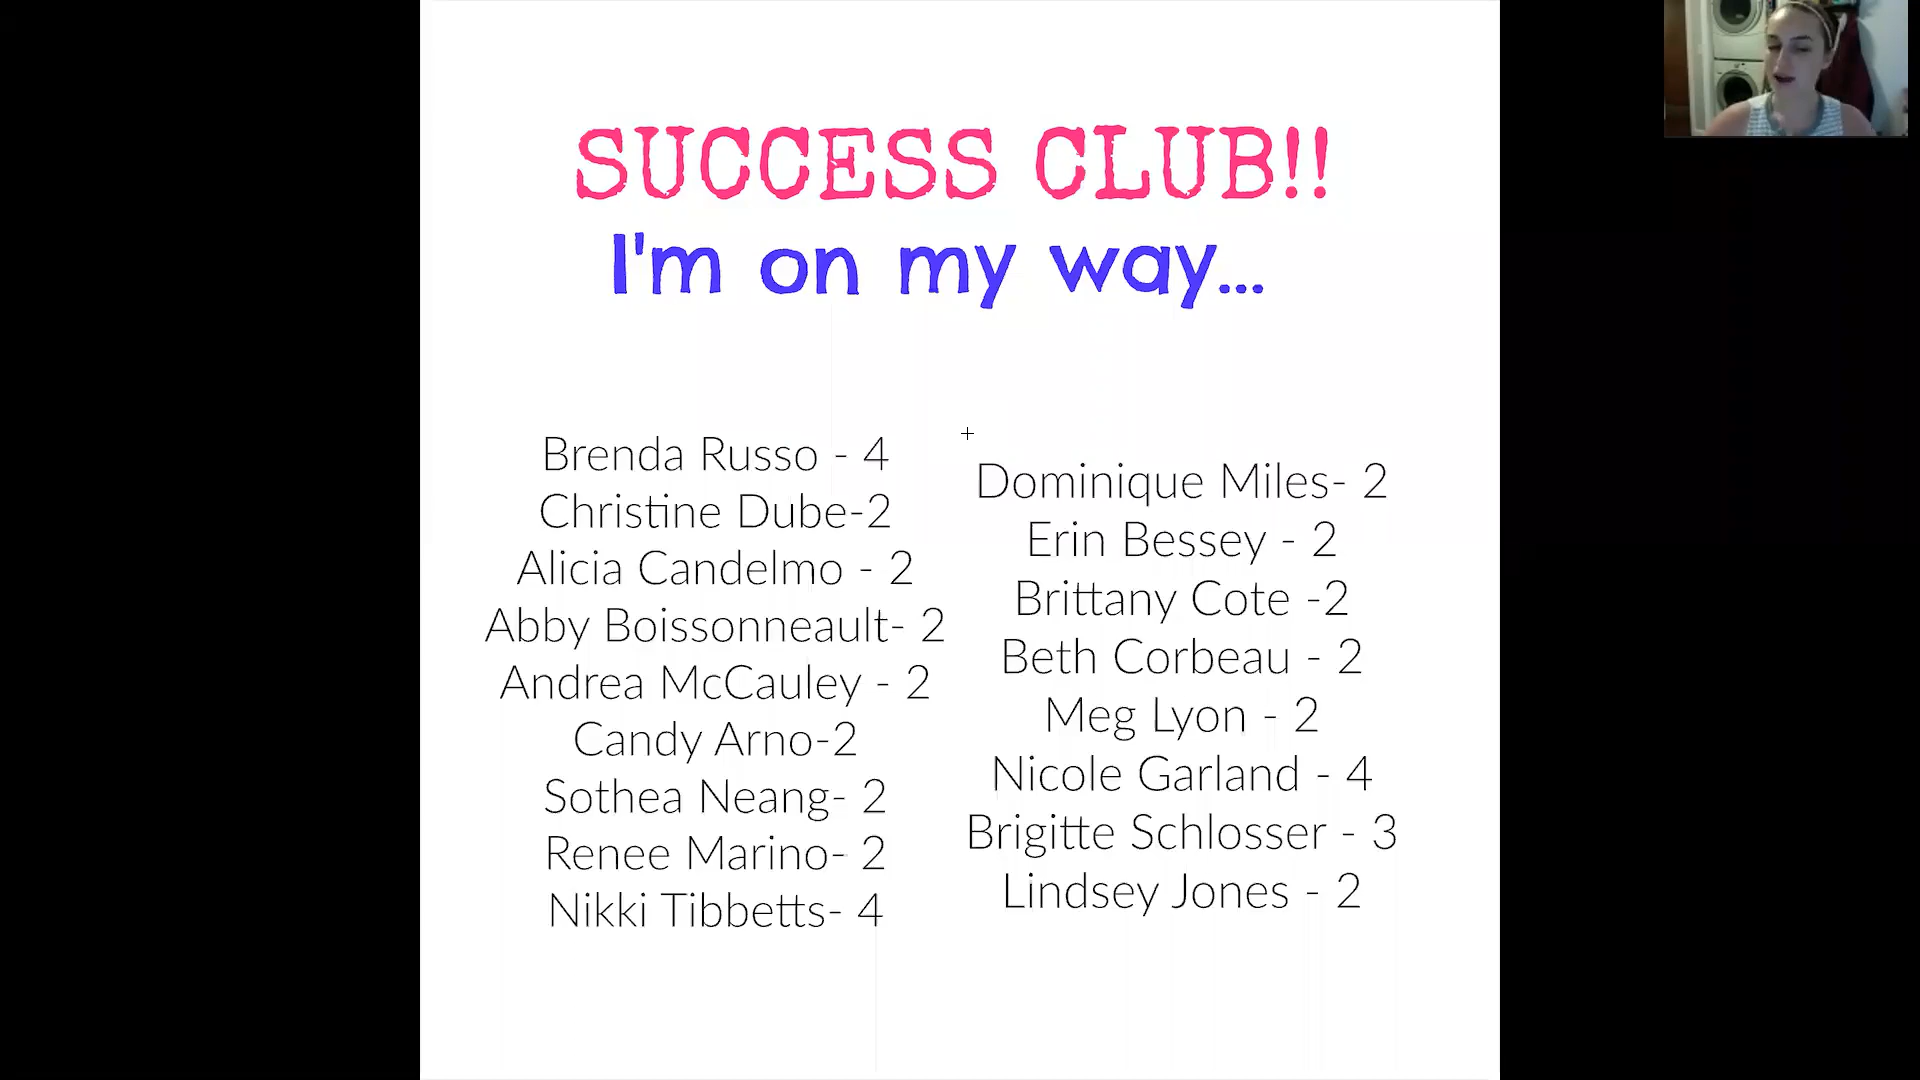 SUCCESS CLUB!!
I'm on my way...
Brenda Russo - 4
Christine Dube-2
Alicia Candelmo - 2
Abby Boissonneault- 2
Andrea McCauley - 2
Candy Arno-2
Sothea Neang- 2
Renee Marino- 2
Nikki Tibbetts- 4
Dominique Miles- 2
Erin Bessey - 2
Brittany Cote -2
Beth Corbeau - 2
Meg Lyon - 2
Nicole Garland - 4
Brigitte Schlosser - 3
Lindsey Jones - 2